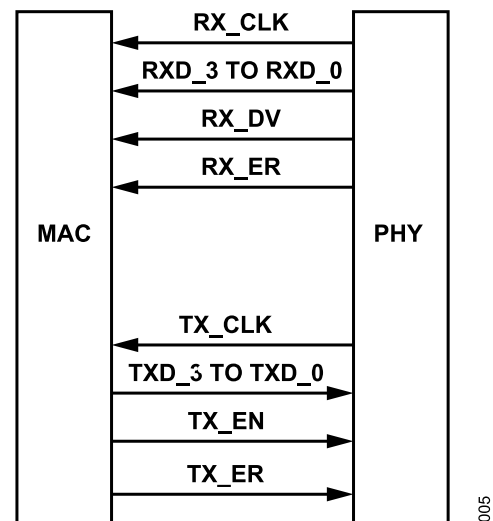 RX_CLK
RXD_3 TO RXD_0
RX_DV
RX_ER
MAC
PHY
TX_CLK
TXD_3 TO TXD_0
TX_EN
TX_ER
005